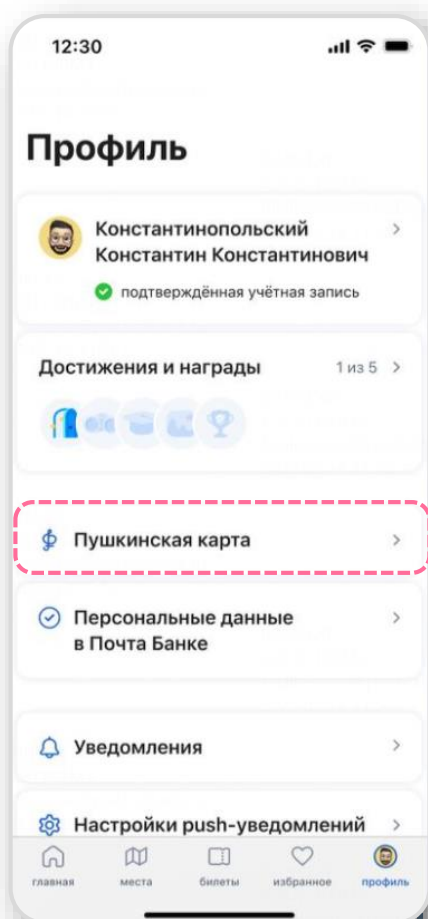 12:30
Профиль
Константинопольский
Константин Константинович
подтверждённая учётная запись
Достижения и награды 1 из 5
Пушкинская карта
Персональные данные
в Почта Банке
Уведомления
Настройки push-уведомлений
главная места билеты избранное профиль